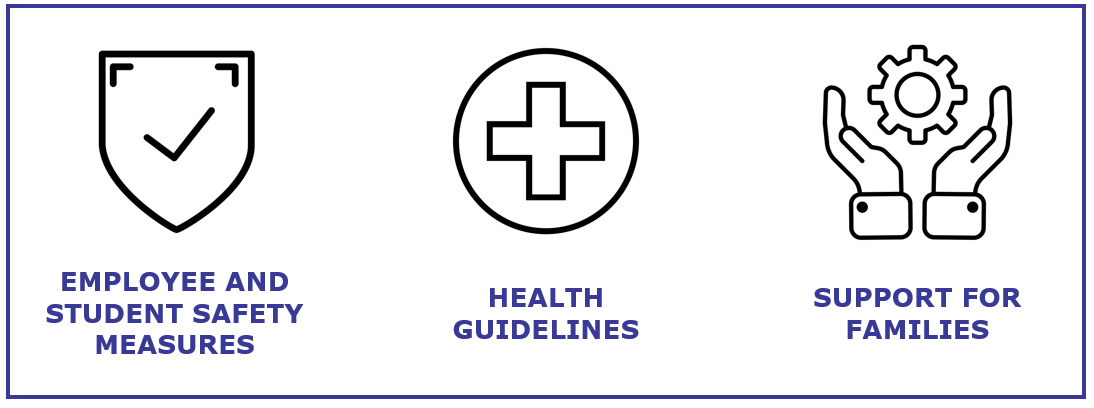 EMPLOYEE AND
STUDENT SAFETY
MEASURES
HEALTH
GUIDELINES
SUPPORT FOR
FAMILIES